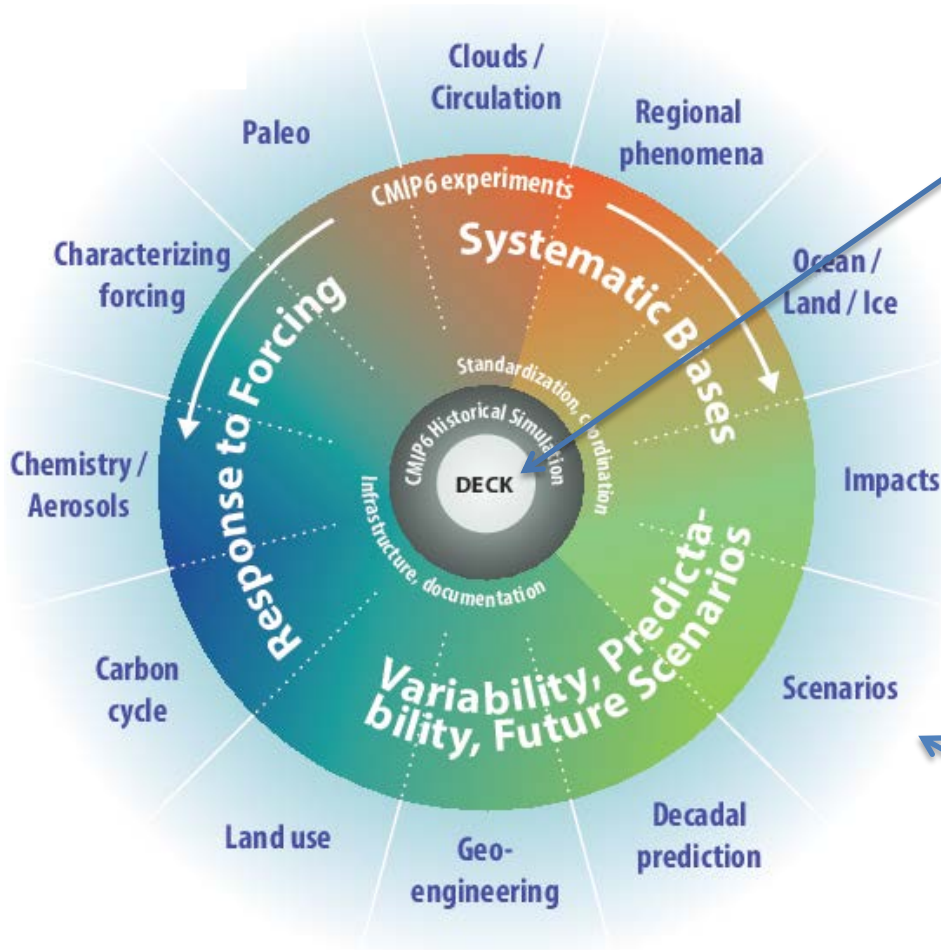 Clouds /
Circulation
Regional
phenomena
Ocean /
Land / Ice
Impacts
Scenarios
Decadal
prediction
Geo-
engineering
Land use
Carbon
cycle
Chemistry /
Aerosols
Characterizing
forcing
Paleo
CMIP6 experiments
Systematic Biases
Variability, Predicta-
bility, Future Scenarios
Response to Forcing
Standardization, coordination
Infrastructure, documentation
CMIP6 Historical Simulation
DECK